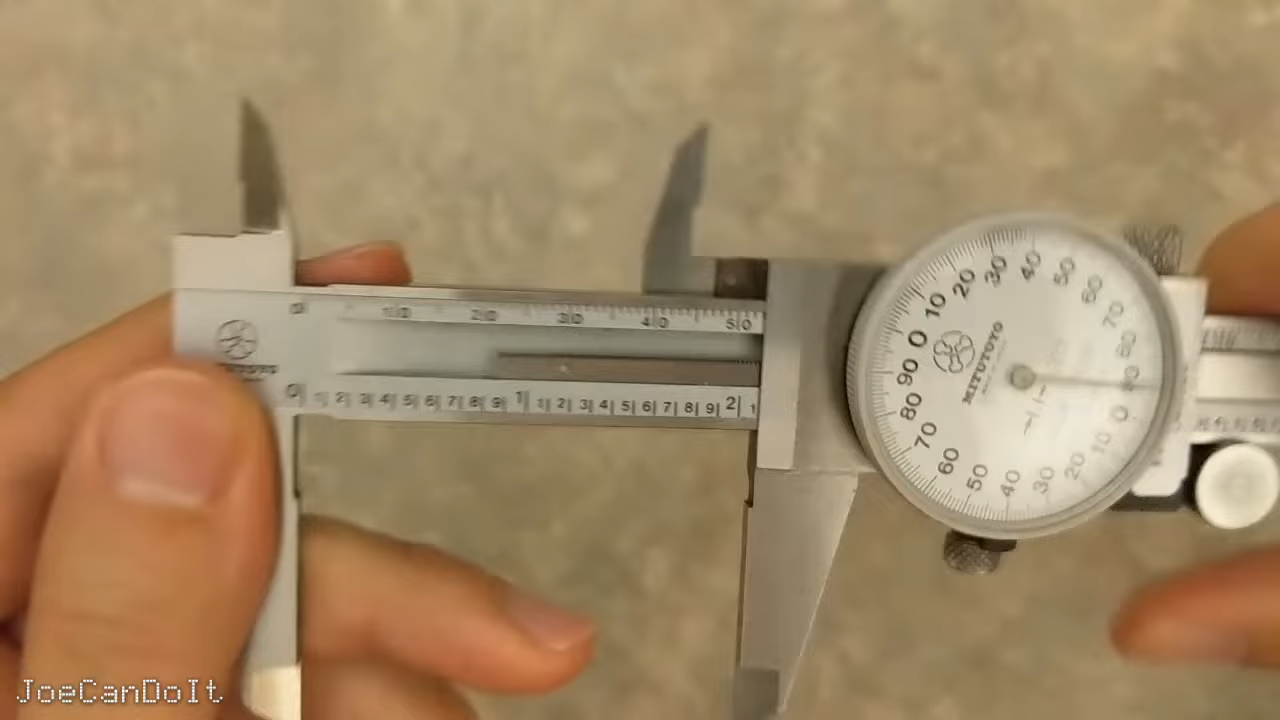 0 10 20 30 40 50
0 1 2 3 4 5 6 7 8 9 1 1 2 3 4 5 6 7 8 9 2 1
MITUTOYO
0 10 20 30 40 50 60 70 80 90 0 10 20 30 40 50 60 70 80 90
JoeCanDoIt